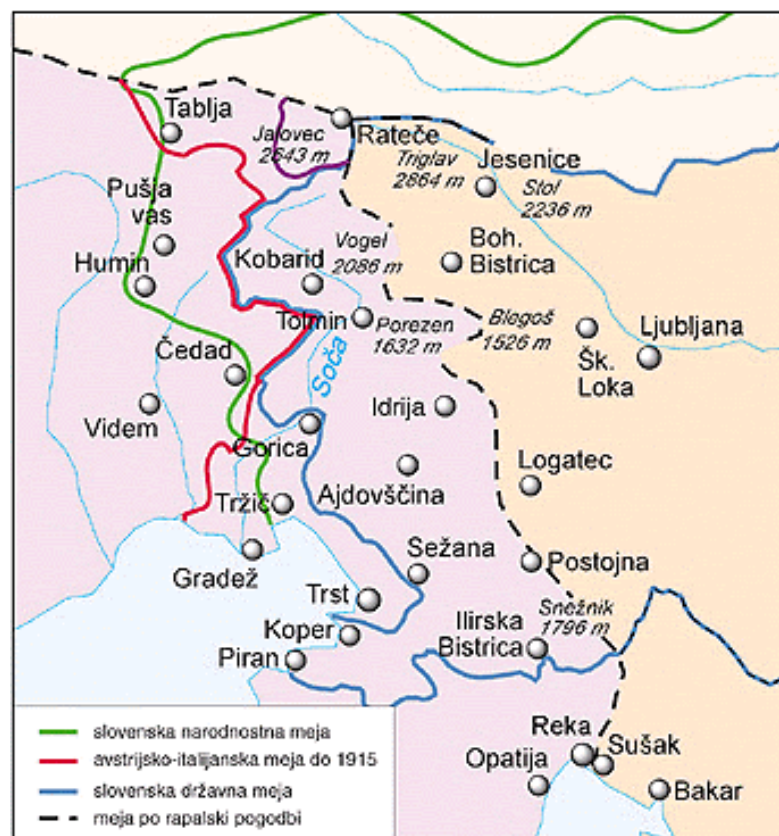 Tablja
Jalovec
2643 m
Rateče
Triglav
2864 m
Jesenice
Stol
2236 m
Pušja
vas
Vogel
2086 m
Boh.
Bistrica
Humin
Kobarid
Tolmin
Porezen
1632 m
Blegoš
1526 m
Ljubljana
Šk.
Loka
Soča
Čedad
Videm
Idrija
Gorica
Ajdovščina
Logatec
Tržič
Gradež
Sežana
Postojna
Trst
Snežnik
1796 m
Koper
Ilirska
Bistrica
Piran
Reka
Sušak
Opatija
Bakar
slovenska narodnostna meja
avstrijsko-italijanska meja do 1915
slovenska državna meja
meja po rapalski pogodbi